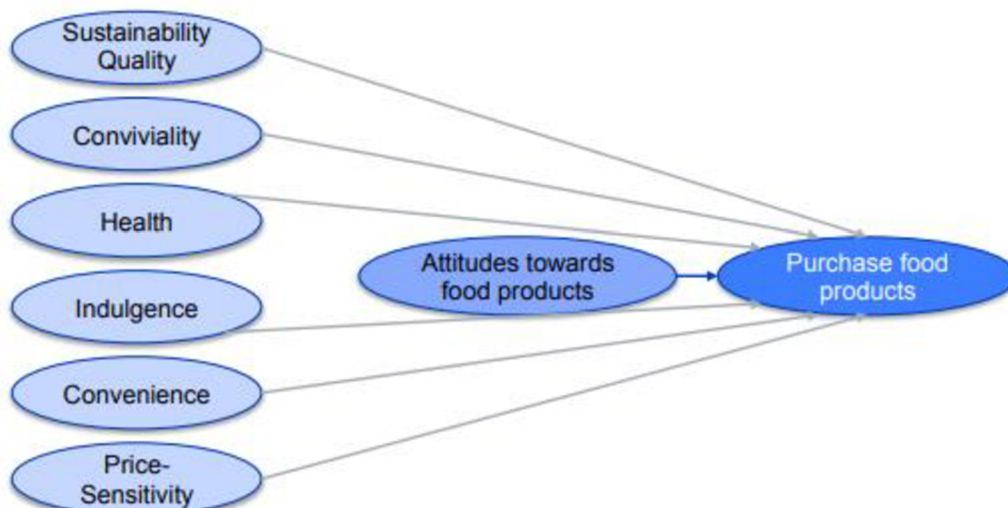 Sustainability
Quality
Conviviality
Health
Attitudes towards
food products
Purchase food
products
Indulgence
Convenience
Price-
Sensitivity